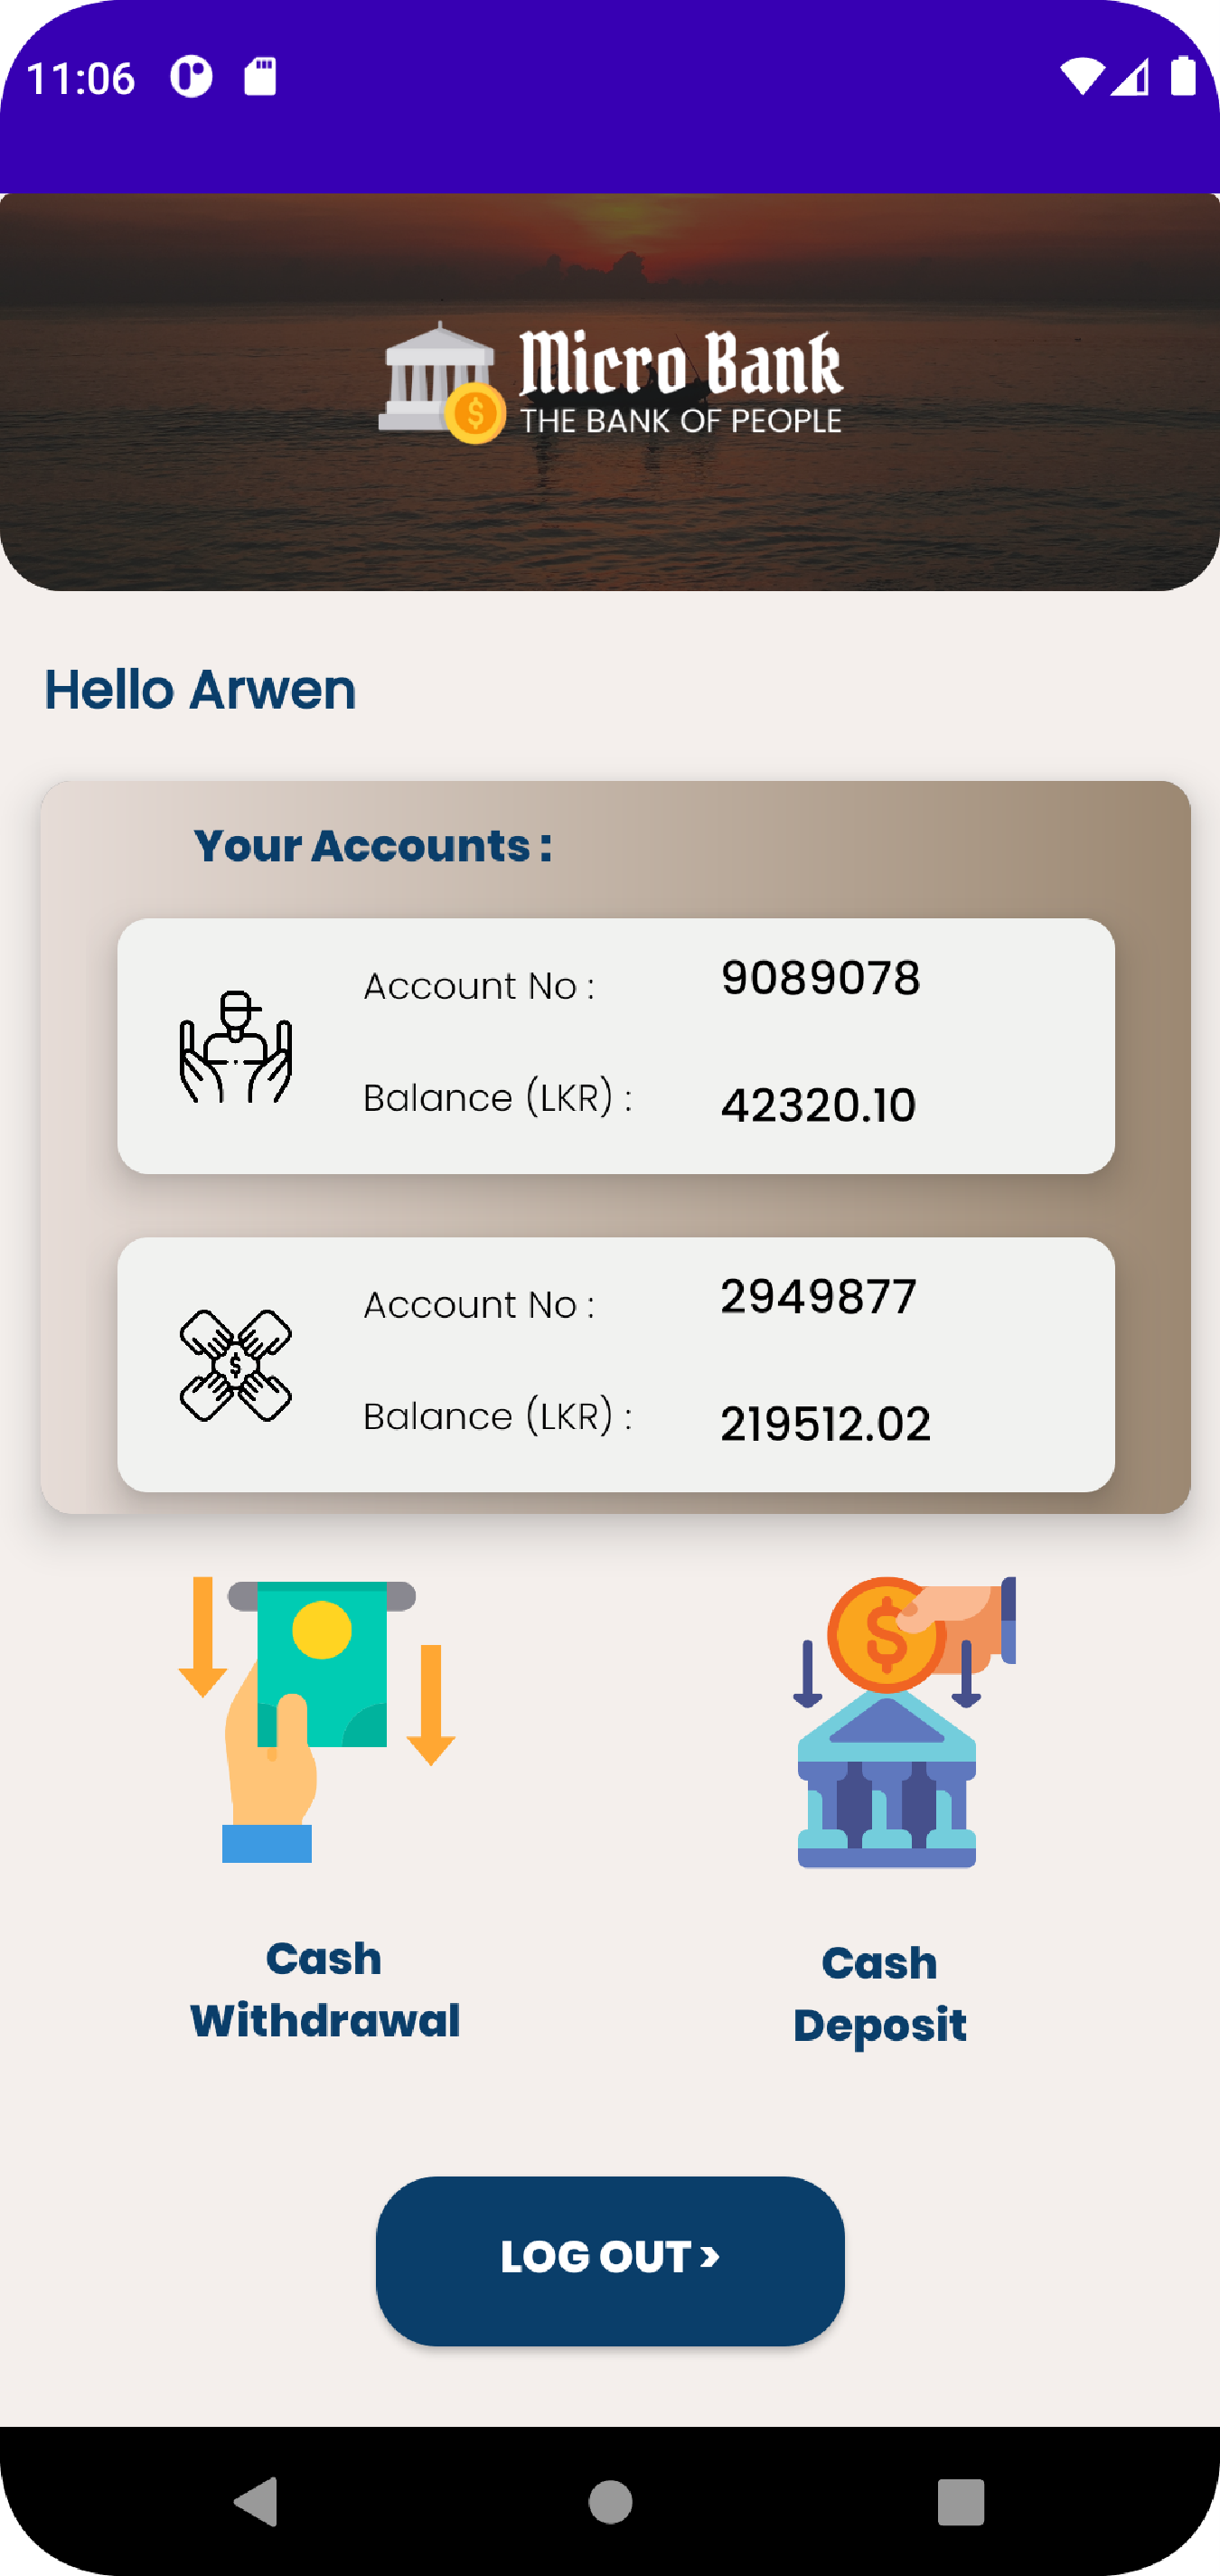 11:06
Micro Bank
THE BANK OF PEOPLE
Hello Arwen
Your Accounts :
Account No : 9089078
Balance (LKR) : 42320.10
Account No : 2949877
Balance (LKR) : 219512.02
Cash
Withdrawal
Cash
Deposit
LOG OUT >